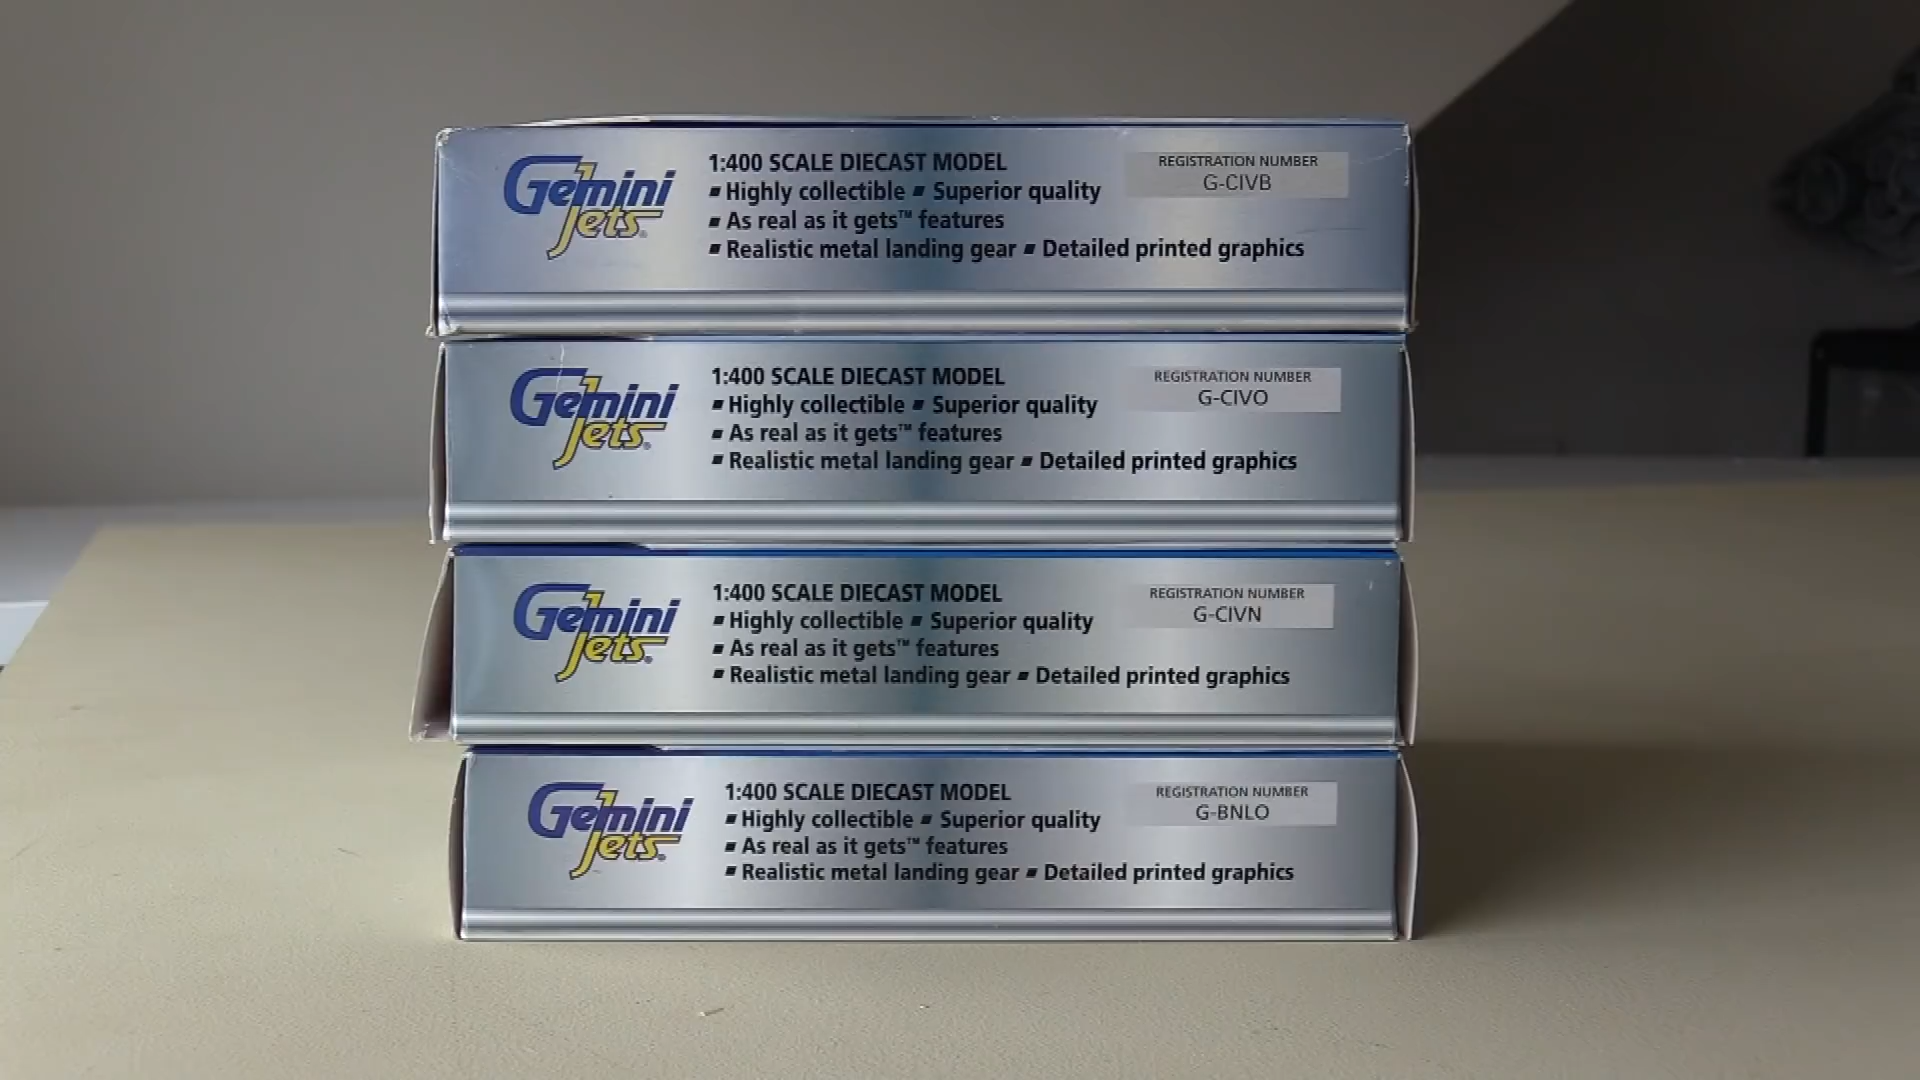 Gemini
Jets®
1:400 SCALE DIECAST MODEL
▪ Highly collectible ▪ Superior quality
▪ As real as it gets™ features
▪ Realistic metal landing gear ▪ Detailed printed graphics
REGISTRATION NUMBER
G-CIVB
Gemini
Jets®
1:400 SCALE DIECAST MODEL
▪ Highly collectible ▪ Superior quality
▪ As real as it gets™ features
▪ Realistic metal landing gear ▪ Detailed printed graphics
REGISTRATION NUMBER
G-CIVO
Gemini
Jets®
1:400 SCALE DIECAST MODEL
▪ Highly collectible ▪ Superior quality
▪ As real as it gets™ features
▪ Realistic metal landing gear ▪ Detailed printed graphics
REGISTRATION NUMBER
G-CIVN
Gemini
Jets®
1:400 SCALE DIECAST MODEL
▪ Highly collectible ▪ Superior quality
▪ As real as it gets™ features
▪ Realistic metal landing gear ▪ Detailed printed graphics
REGISTRATION NUMBER
G-BNLO